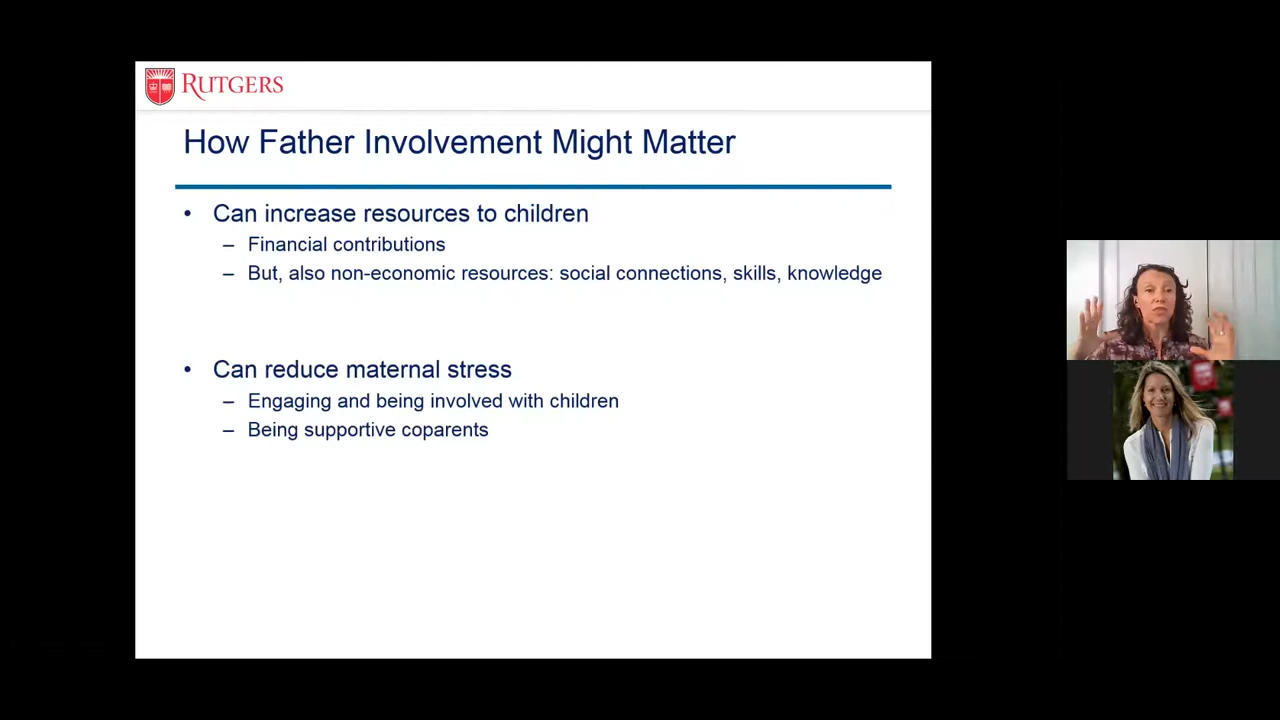 RUTGERS
How Father Involvement Might Matter
• Can increase resources to children
– Financial contributions
– But, also non-economic resources: social connections, skills, knowledge
• Can reduce maternal stress
– Engaging and being involved with children
– Being supportive coparents